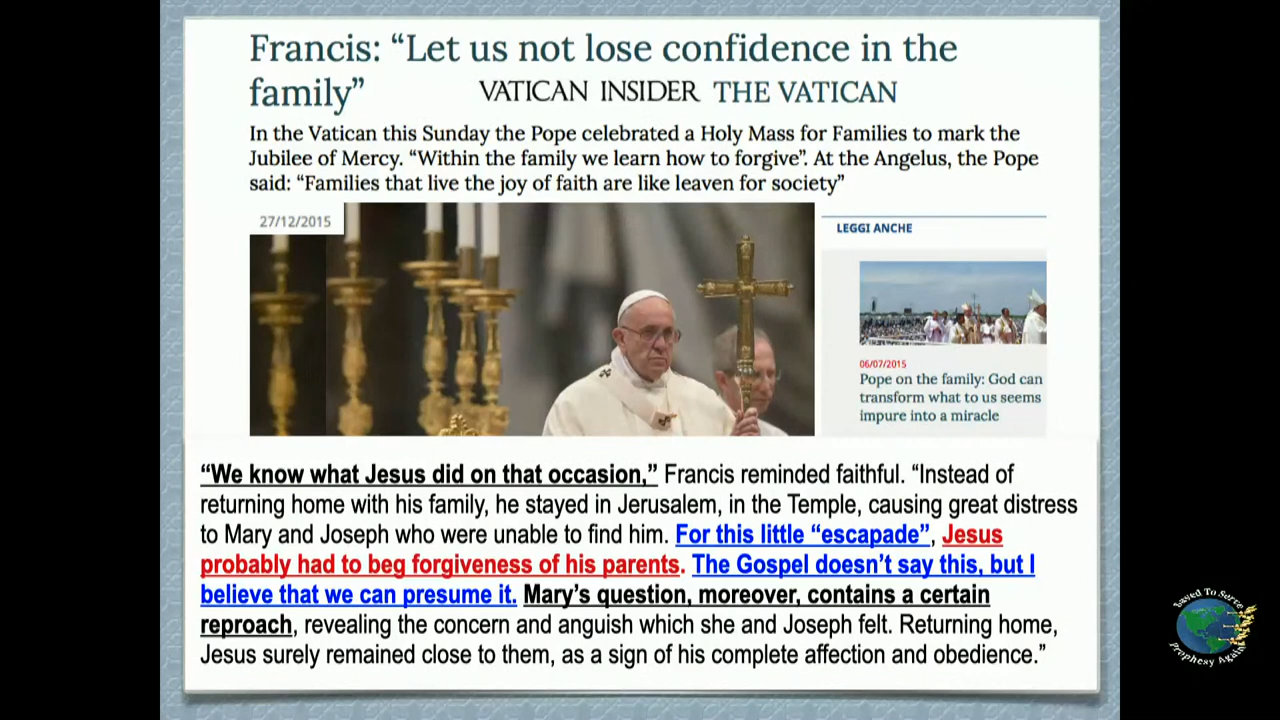 Francis: “Let us not lose confidence in the
family”
VATICAN INSIDER THE VATICAN
In the Vatican this Sunday the Pope celebrated a Holy Mass for Families to mark the
Jubilee of Mercy. “Within the family we learn how to forgive”. At the Angelus, the Pope
said: “Families that live the joy of faith are like leaven for society”
27/12/2015
LEGGI ANCHE
06/07/2015
Pope on the family: God can
transform what to us seems
impure into a miracle
“We know what Jesus did on that occasion,” Francis reminded faithful. “Instead of
returning home with his family, he stayed in Jerusalem, in the Temple, causing great distress
to Mary and Joseph who were unable to find him. For this little “escapade”, Jesus
probably had to beg forgiveness of his parents. The Gospel doesn’t say this, but I
believe that we can presume it. Mary’s question, moreover, contains a certain
reproach, revealing the concern and anguish which she and Joseph felt. Returning home,
Jesus surely remained close to them, as a sign of his complete affection and obedience.”
To Serve
Prophesy Again